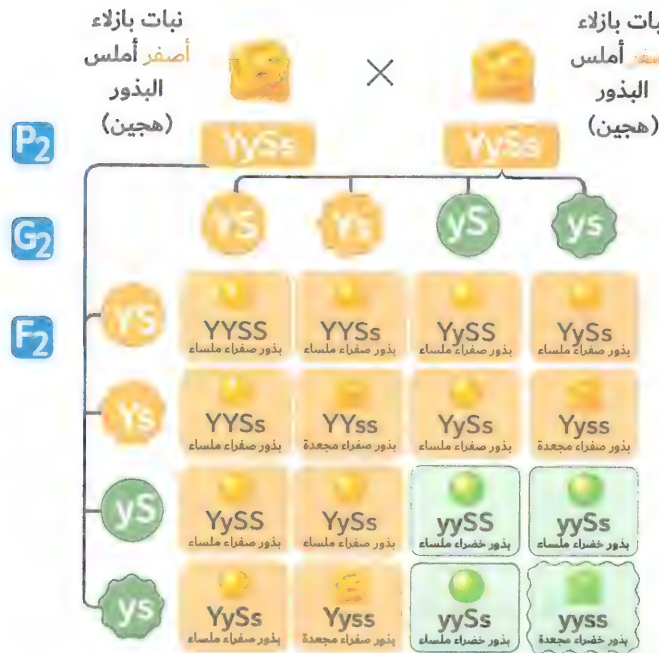 نبات بازلاء
أصفر أملس
البذور
(هجين)
×
نبات بازلاء
أصفر أملس
البذور
(هجين)
P2
YySs
YySs
G2
YS
Ys
yS
ys
F2
YS
YYSS
بذور صفراء ملساء
YYSs
بذور صفراء ملساء
YySS
بذور صفراء ملساء
YySs
بذور صفراء ملساء
Ys
YYSs
بذور صفراء ملساء
YYss
بذور صفراء مجعدة
YySs
بذور صفراء ملساء
Yyss
بذور صفراء مجعدة
yS
YySS
بذور صفراء ملساء
YySs
بذور صفراء ملساء
yySS
بذور خضراء ملساء
yySs
بذور خضراء ملساء
ys
YySs
بذور صفراء ملساء
Yyss
بذور صفراء مجعدة
yySs
بذور خضراء ملساء
yyss
بذور خضراء مجعدة